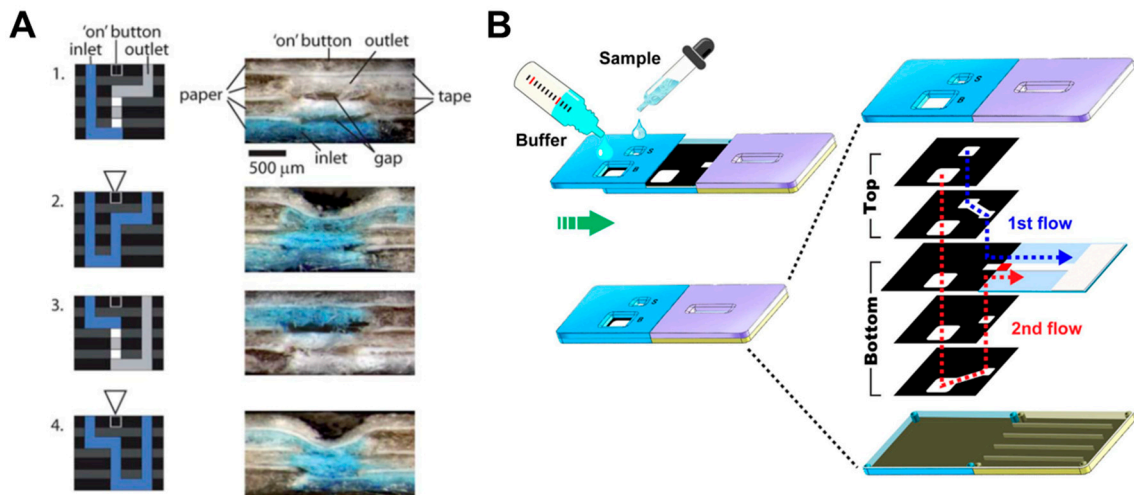 A
'on' button
inlet
outlet
1.
paper
'on' button
outlet
tape
inlet
gap
500 μm
2.
3.
4.
B
Sample
Buffer
S
B
S
B
S
B
Top
1st flow
Bottom
2nd flow